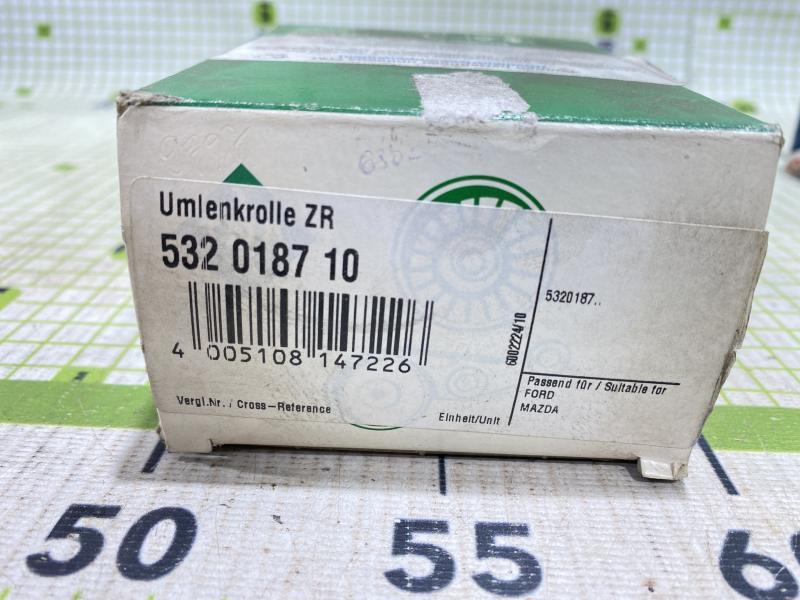 Umlenkrolle ZR
532 0187 10
4 005108 147226
Vergl.Nr. / Cross-Reference
Einheit/Unit
6002224/10
5320187..
Passend für / Suitable for
FORD
MAZDA
50
55